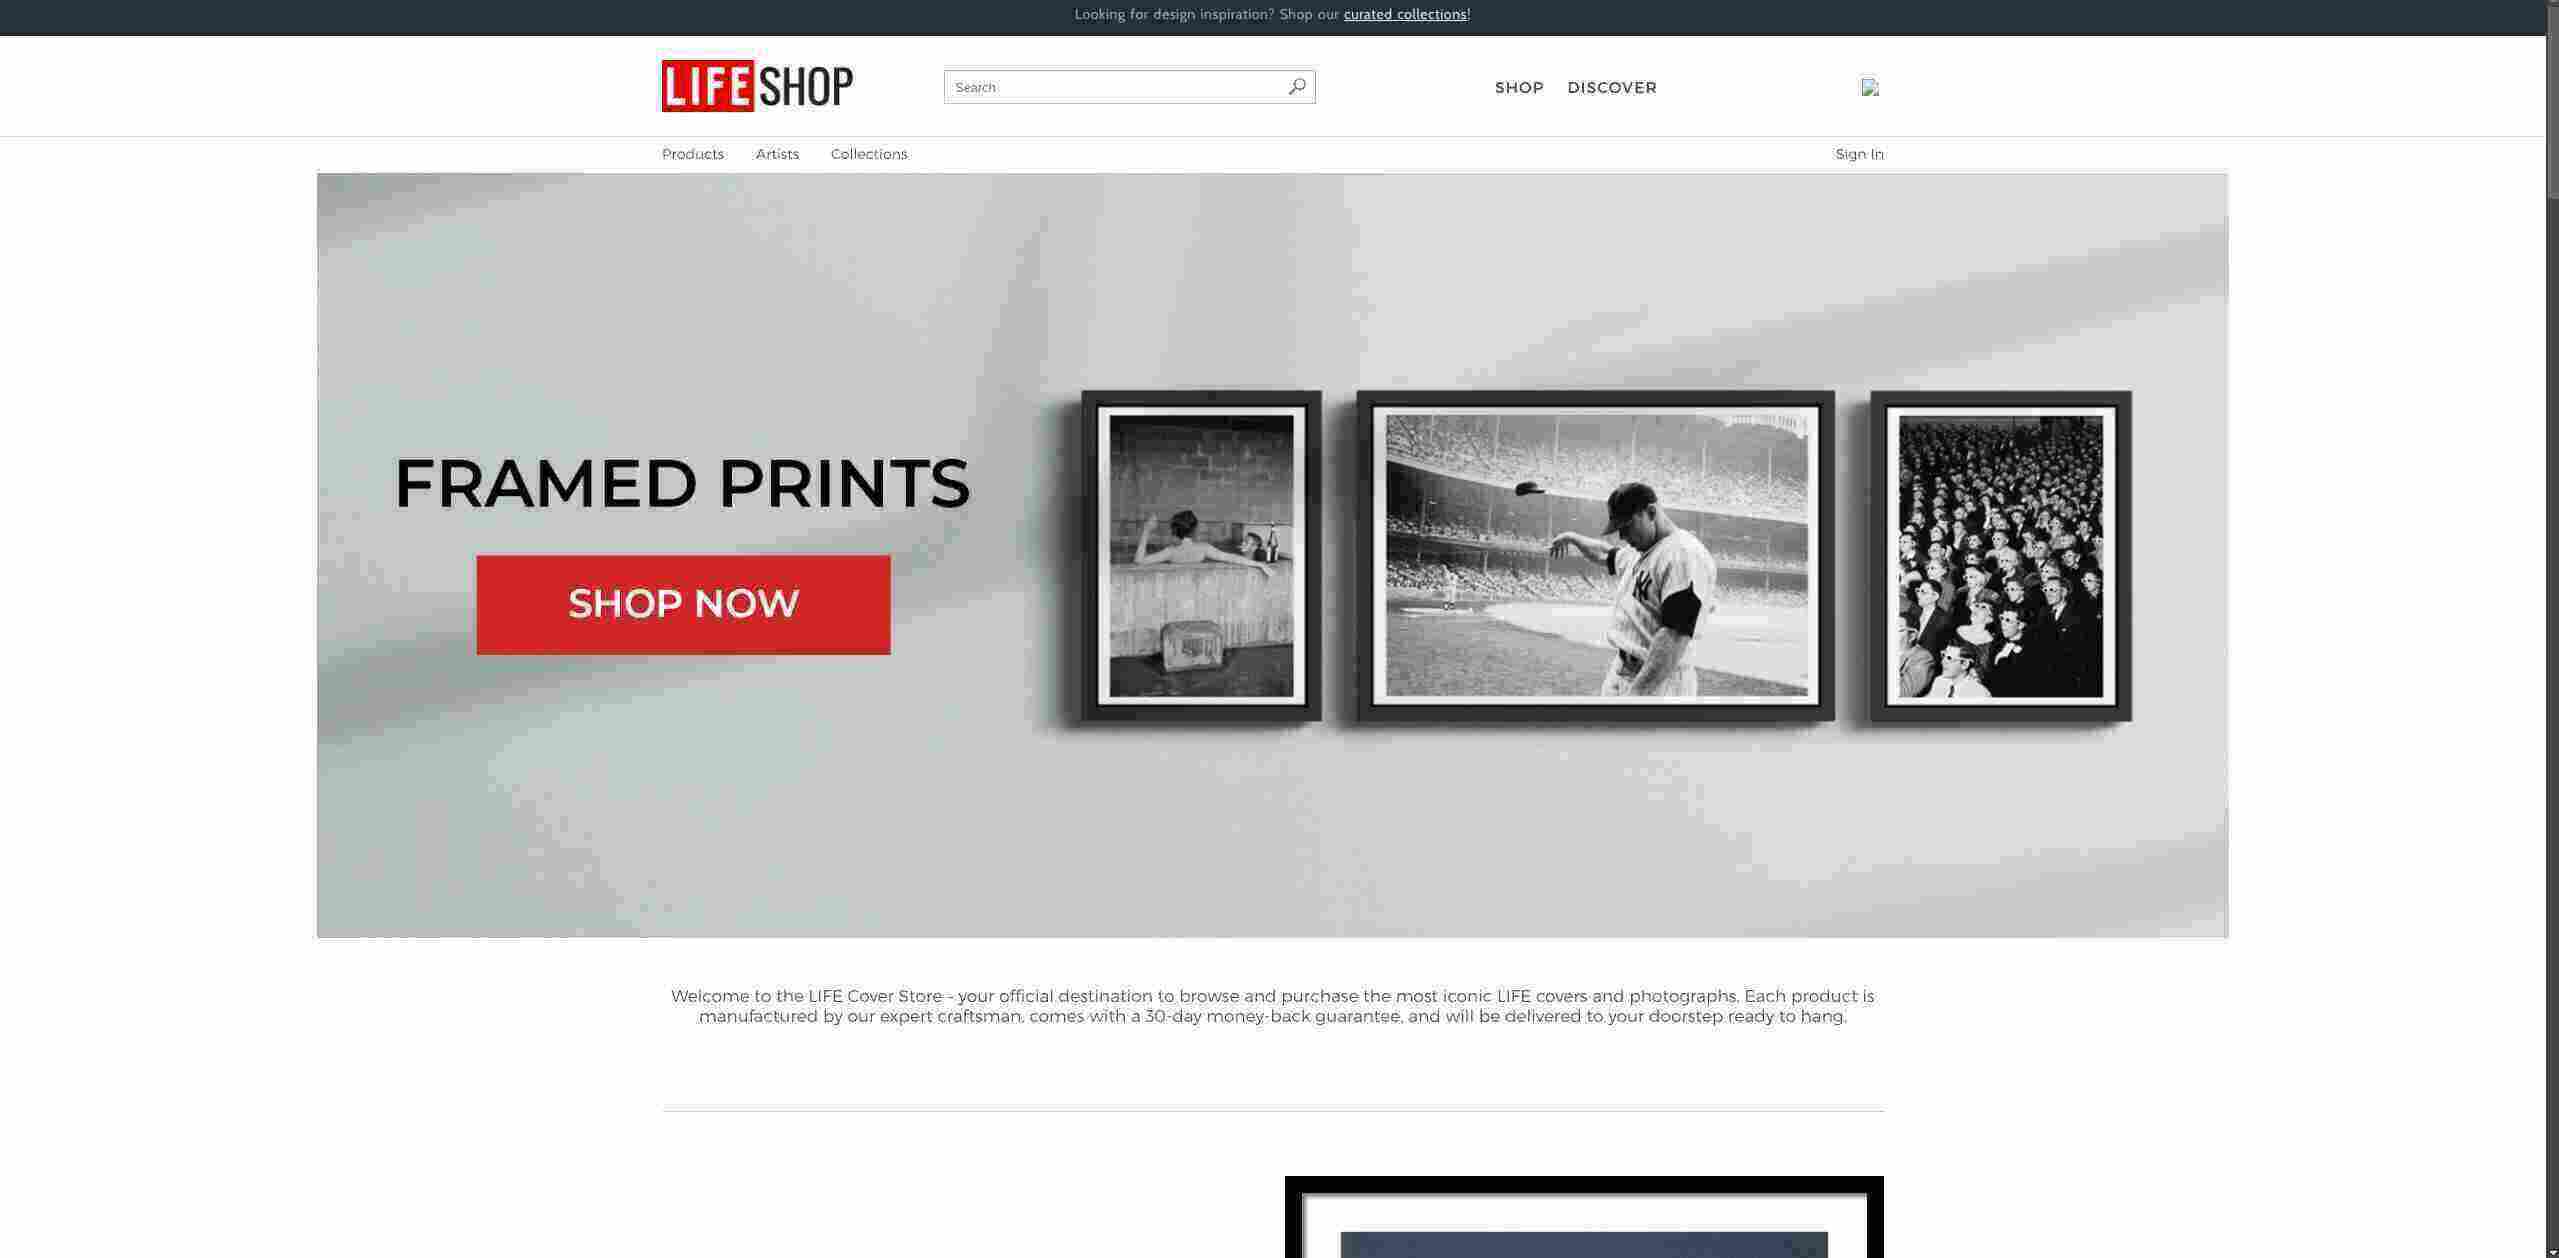 Looking for design inspiration? Shop our curated collections!
LIFE SHOP
Search
SHOP DISCOVER
Products Artists Collections
Sign In
FRAMED PRINTS
SHOP NOW
Welcome to the LIFE Cover Store - your official destination to browse and purchase the most iconic LIFE covers and photographs. Each product is
manufactured by our expert craftsman, comes with a 30-day money-back guarantee, and will be delivered to your doorstep ready to hang.